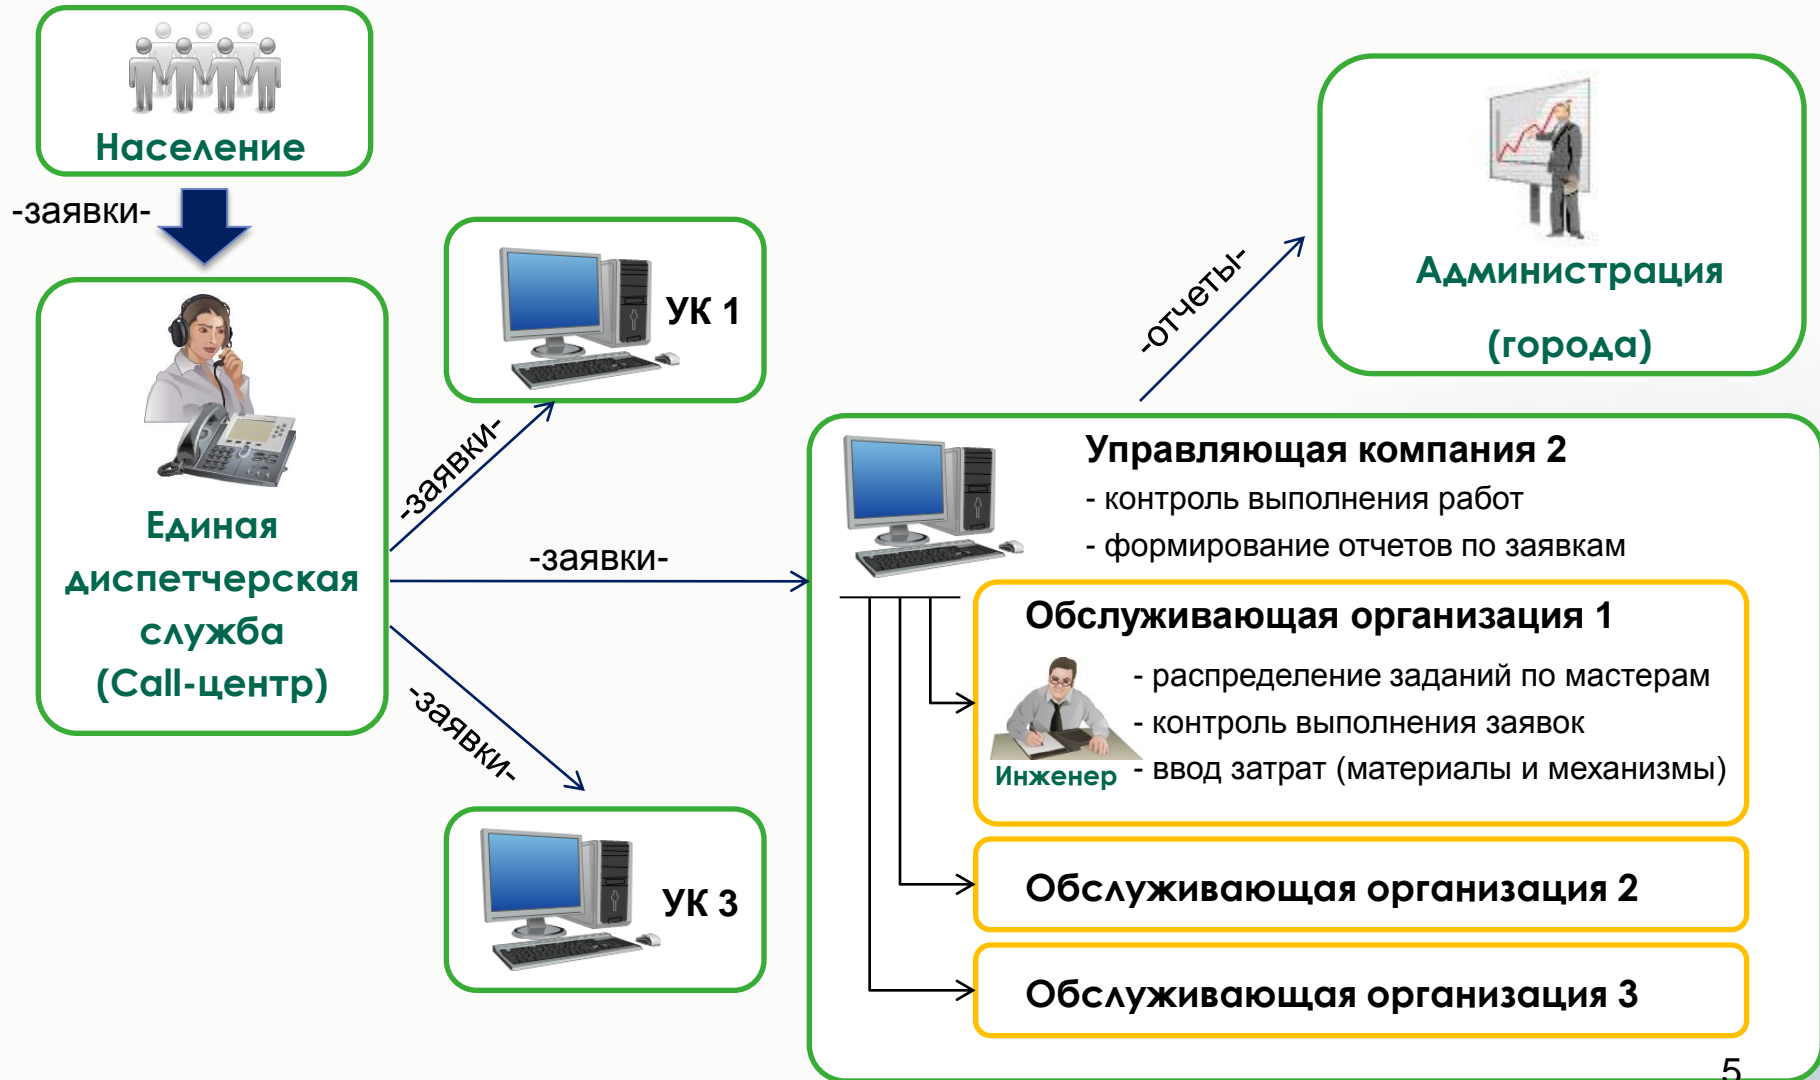 Население
-заявки-
Единая
диспетчерская
служба
(Call-центр)
-заявки-
УК 1
-заявки-
-заявки-
УК 3
-отчеты-
Администрация
(города)
Управляющая компания 2
- контроль выполнения работ
- формирование отчетов по заявкам
Обслуживающая организация 1
- распределение заданий по мастерам
- контроль выполнения заявок
- ввод затрат (материалы и механизмы)
Инженер
Обслуживающая организация 2
Обслуживающая организация 3
5